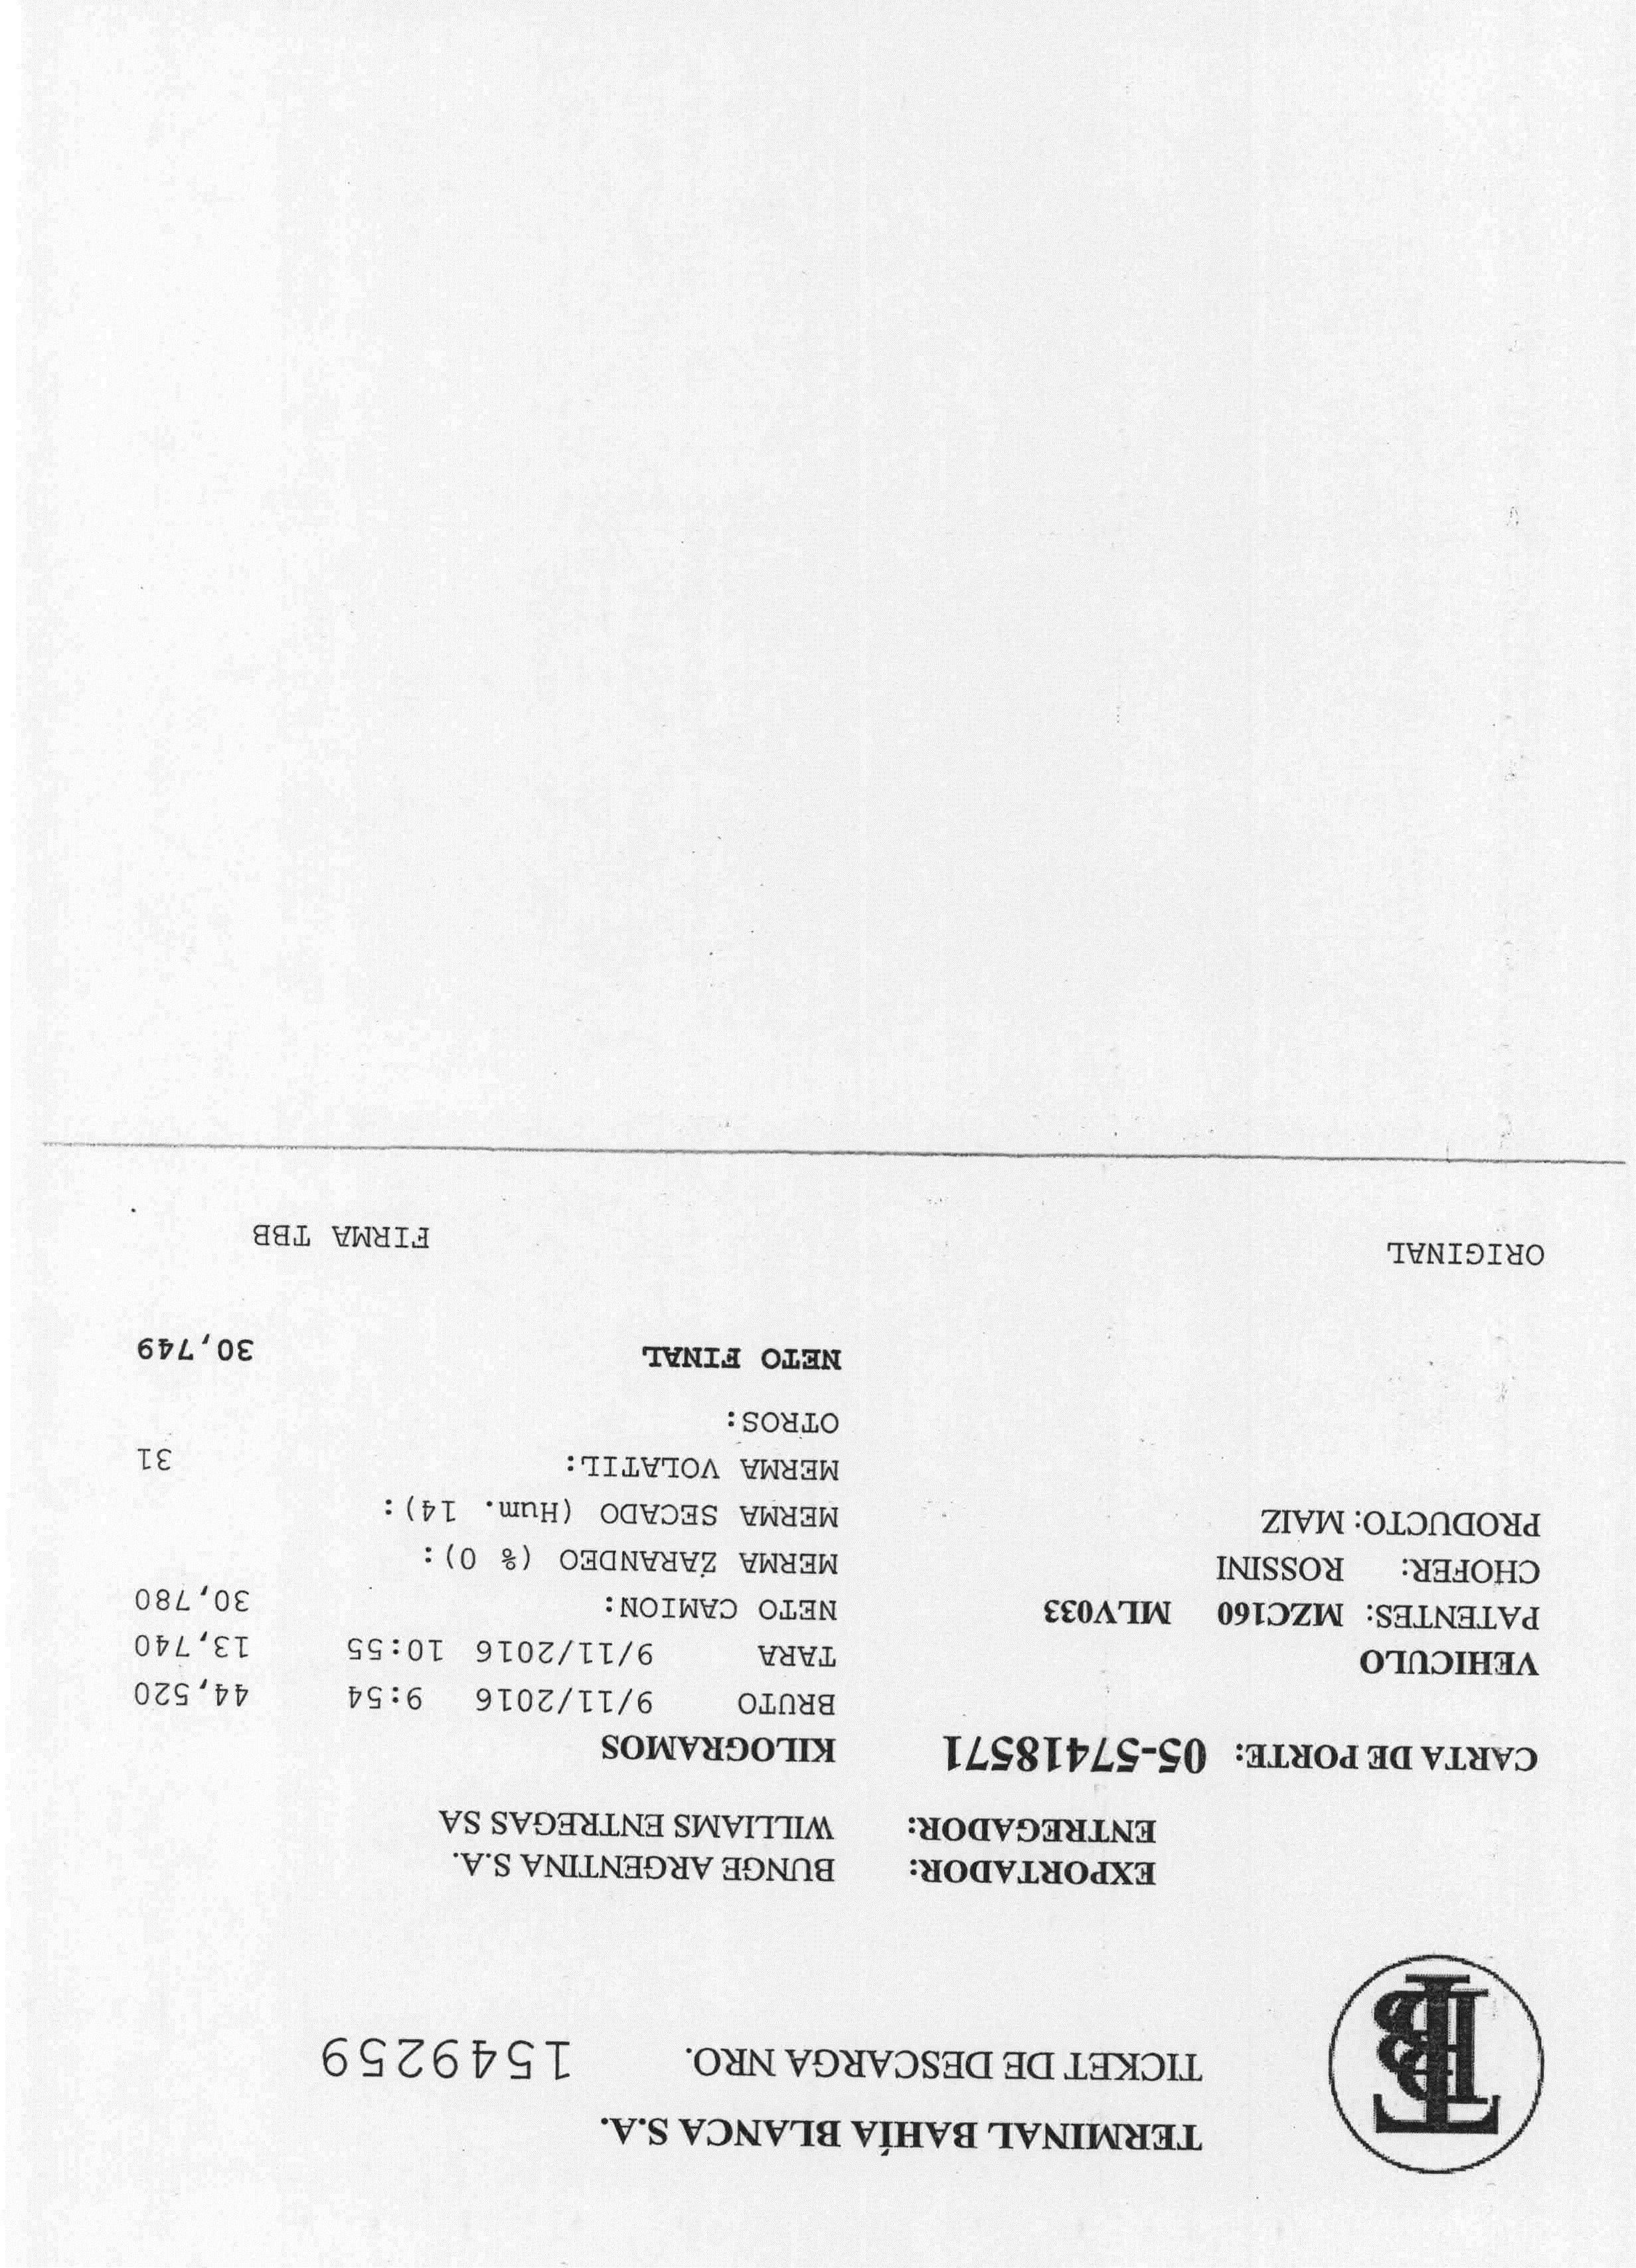 TERMINAL BAHÍA BLANCA S.A.
TICKET DE DESCARGA NRO. 1549259
EXPORTADOR: BUNGE ARGENTINA S.A.
ENTREGADOR: WILLIAMS ENTREGAS SA
CARTA DE PORTE: 05-57418571 KILOGRAMOS
BRUTO 9/11/2016 9:54 44,520
VEHICULO TARA 9/11/2016 10:55 13,740
PATENTES: MZC160 MLV033 NETO CAMION: 30,780
CHOFER: ROSSINI MERMA ZARANDEO (% 0):
PRODUCTO: MAIZ MERMA SECADO (Hum. 14):
MERMA VOLATIL: 31
OTROS:
NETO FINAL 30,749
ORIGINAL FIRMA TBB